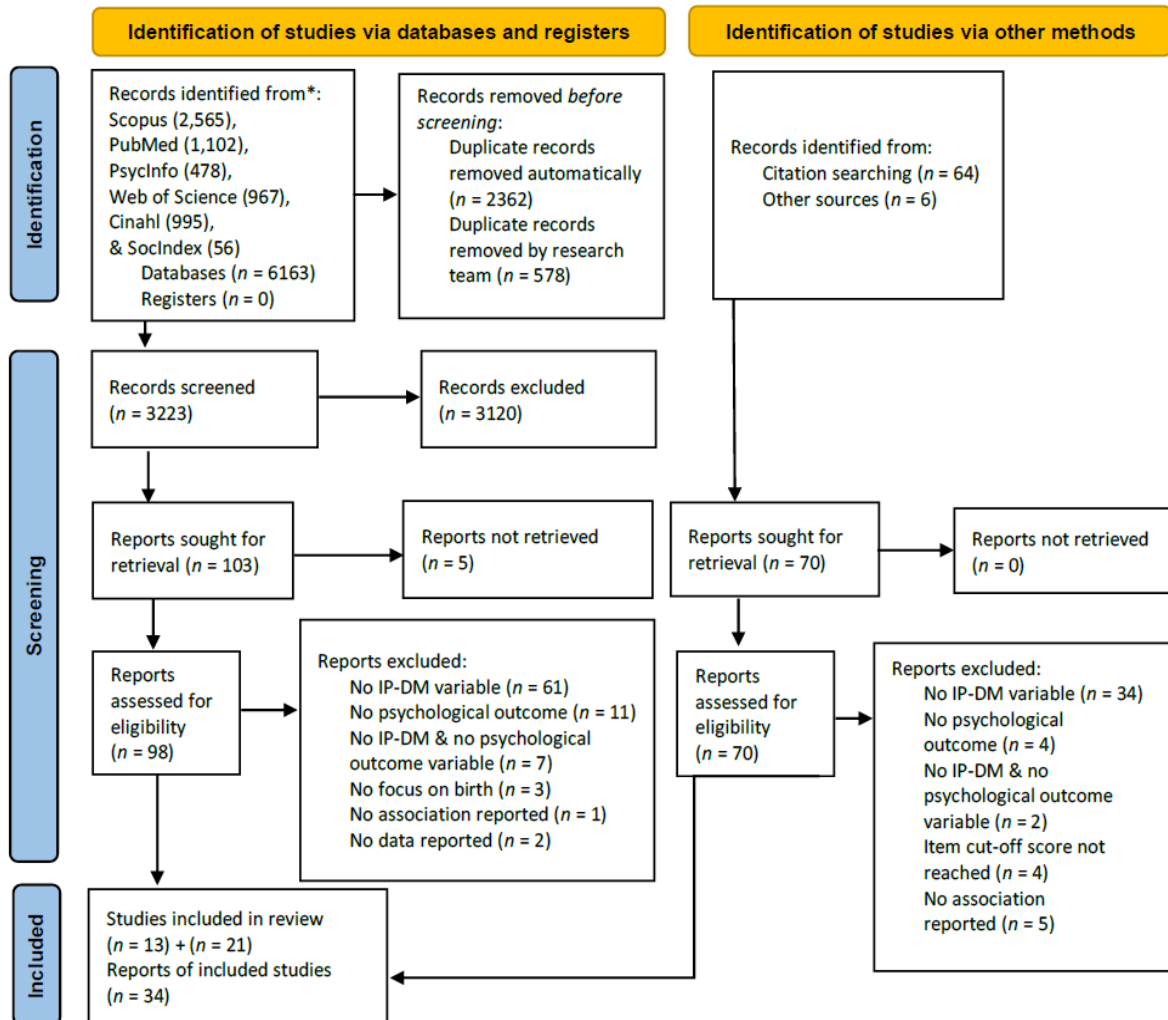 Identification of studies via databases and registers
Identification of studies via other methods
Identification
Records identified from*:
Scopus (2,565),
PubMed (1,102),
PsycInfo (478),
Web of Science (967),
Cinahl (995),
& SocIndex (56)
Databases (n = 6163)
Registers (n = 0)
Records removed before
screening:
Duplicate records
removed automatically
(n = 2362)
Duplicate records
removed by research
team (n = 578)
Records identified from:
Citation searching (n = 64)
Other sources (n = 6)
Screening
Records screened
(n = 3223)
Records excluded
(n = 3120)
Reports sought for
retrieval (n = 103)
Reports not retrieved
(n = 5)
Reports sought for
retrieval (n = 70)
Reports not retrieved
(n = 0)
Reports
assessed for
eligibility
(n = 98)
Reports excluded:
No IP-DM variable (n = 61)
No psychological outcome (n = 11)
No IP-DM & no psychological
outcome variable (n = 7)
No focus on birth (n = 3)
No association reported (n = 1)
No data reported (n = 2)
Reports
assessed for
eligibility
(n = 70)
Reports excluded:
No IP-DM variable (n = 34)
No psychological
outcome (n = 4)
No IP-DM & no
psychological outcome
variable (n = 2)
Item cut-off score not
reached (n = 4)
No association
reported (n = 5)
Included
Studies included in review
(n = 13) + (n = 21)
Reports of included studies
(n = 34)